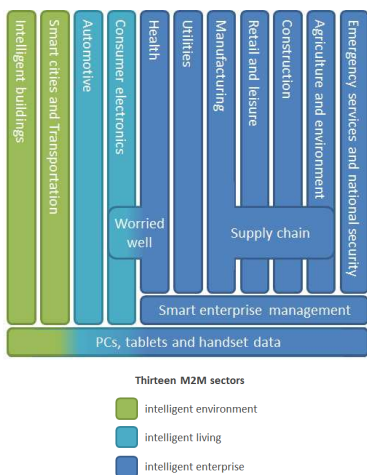 Intelligent buildings
Smart cities and Transportation
Automotive
Consumer electronics
Health
Utilities
Manufacturing
Retail and leisure
Construction
Agriculture and environment
Emergency services and national security
Worried
well
Supply chain
Smart enterprise management
PCs, tablets and handset data
Thirteen M2M sectors
intelligent environment
intelligent living
intelligent enterprise